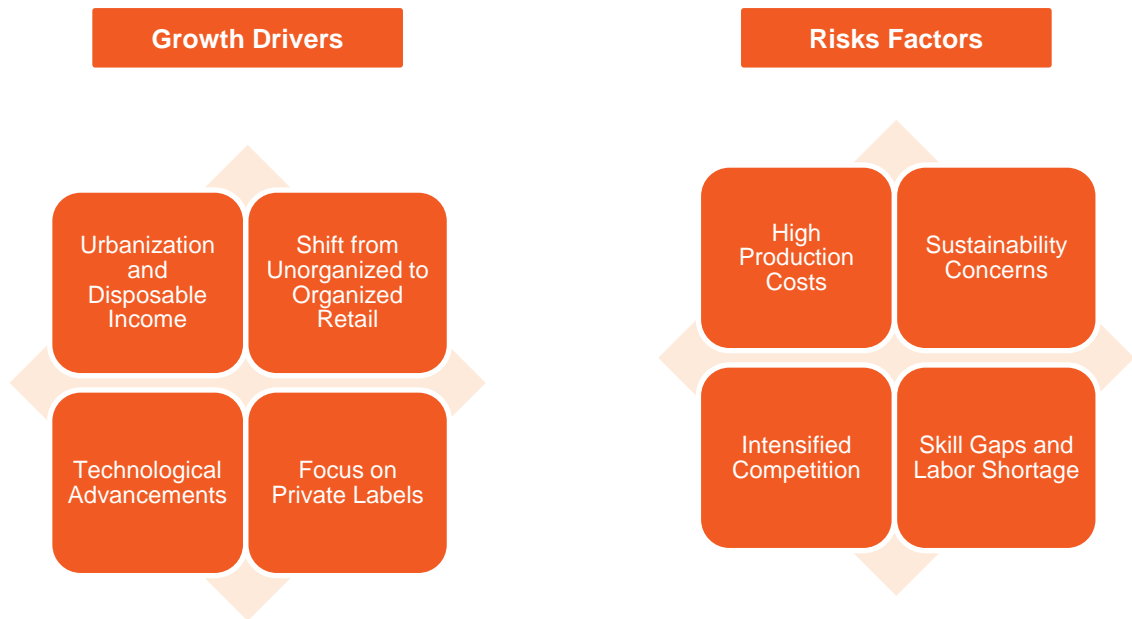 Growth Drivers
Risks Factors
Urbanization
and
Disposable
Income
Shift from
Unorganized to
Organized
Retail
Technological
Advancements
Focus on
Private Labels
High
Production
Costs
Sustainability
Concerns
Intensified
Competition
Skill Gaps and
Labor Shortage